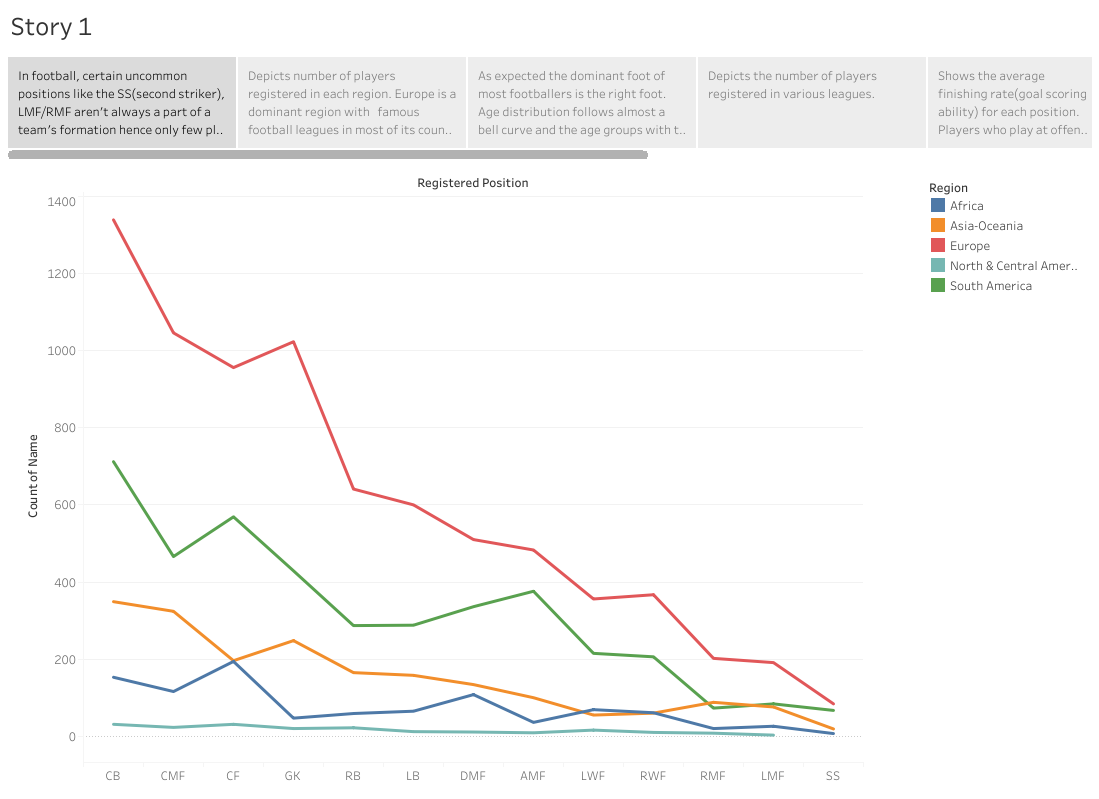 Story 1
In football, certain uncommon
positions like the SS(second striker),
LMF/RMF aren't always a part of a
team's formation hence only few pl..
Depicts number of players
registered in each region. Europe is a
dominant region with  famous
football leagues in most of its coun..
As expected the dominant foot of
most footballers is the right foot.
Age distribution follows almost a
bell curve and the age groups with t..
Depicts the number of players
registered in various leagues.
Shows the average
finishing rate(goal scoring
ability) for each position.
Players who play at offen..
Registered Position
1400
1200
1000
800
600
400
200
0
Count of Name
CB CMF CF GK RB LB DMF AMF LWF RWF RMF LMF SS
Region
Africa
Asia-Oceania
Europe
North & Central Amer..
South America